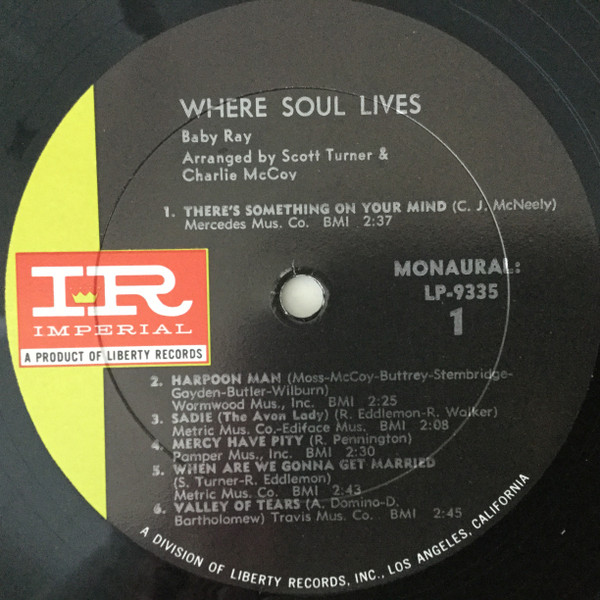 WHERE SOUL LIVES
Baby Ray
Arranged by Scott Turner &
Charlie McCoy
1. THERE'S SOMETHING ON YOUR MIND (C. J. McNeely)
Mercedes Mus. Co. BMI 2:37
MONAURAL:
LP-9335
1
IR
IMPERIAL
A PRODUCT OF LIBERTY RECORDS
2. HARPOON MAN (Moss-McCoy-Buttrey-Stembridge-
Gayden-Butler-Wilburn)
Wormwood Mus., Inc. BMI 2:25
3. SADIE (The Avon Lady) (R. Eddlemon-R. Walker)
Metric Mus. Co.-Ediface Mus. BMI 2:08
4. MERCY HAVE PITY (R. Pennington)
Pamper Mus., Inc. BMI 2:30
5. WHEN ARE WE GONNA GET MARRIED
(S. Turner-R. Eddlemon)
Metric Mus. Co. BMI 2:43
6. VALLEY OF TEARS (A. Domino-D.
Bartholomew) Travis Mus. Co. BMI 2:45
A DIVISION OF LIBERTY RECORDS, INC., LOS ANGELES, CALIFORNIA